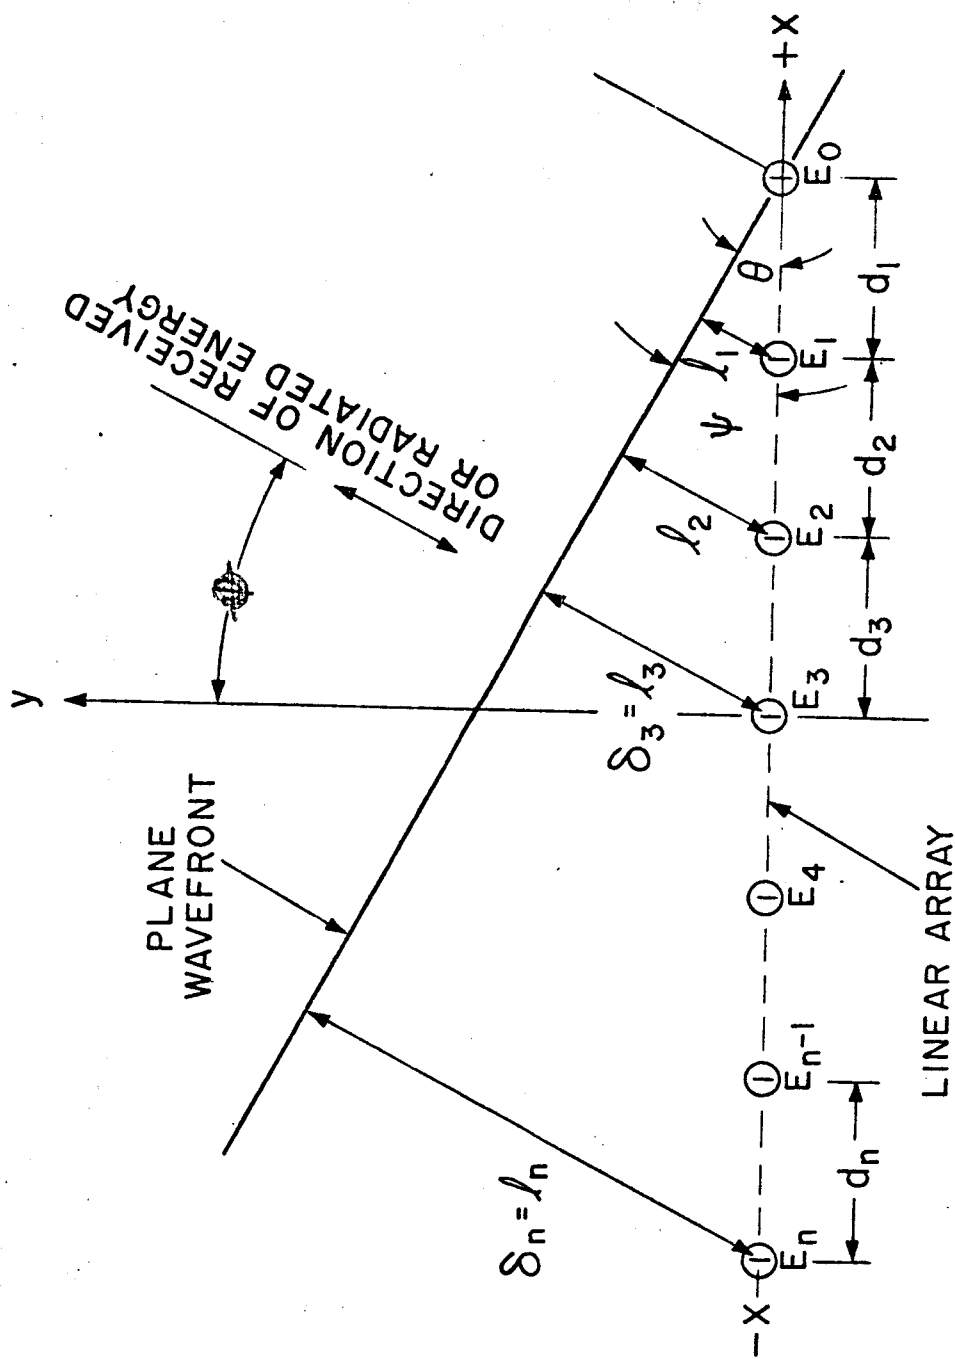 y
DIRECTION OF RECEIVED
OR RADIATED ENERGY
PLANE
WAVEFRONT
δn = ℓn
δ3 = ℓ3
ℓ2
ℓ1
ψ
θ
-X
+X
En
En-1
E4
E3
E2
E1
E0
dn
d3
d2
d1
LINEAR ARRAY